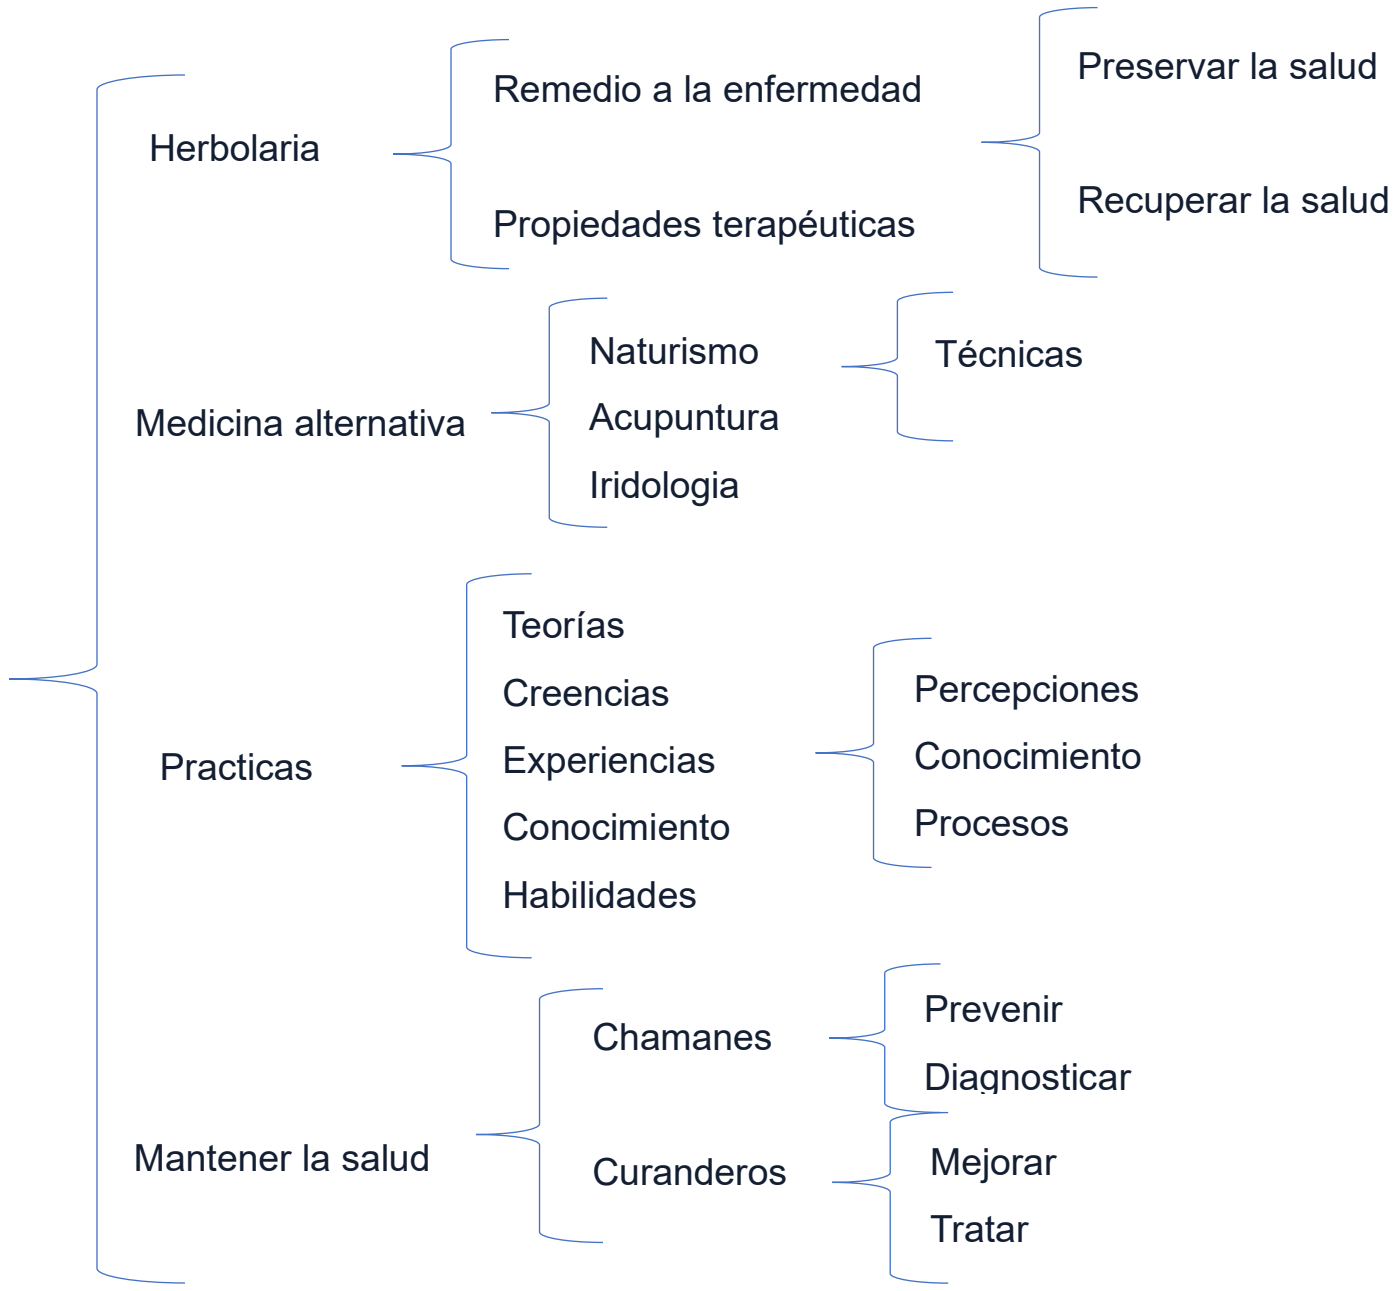 Herbolaria
Remedio a la enfermedad
Propiedades terapéuticas
Preservar la salud
Recuperar la salud
Medicina alternativa
Naturismo
Acupuntura
Iridologia
Técnicas
Practicas
Teorías
Creencias
Experiencias
Conocimiento
Habilidades
Percepciones
Conocimiento
Procesos
Mantener la salud
Chamanes
Prevenir
Diagnosticar
Curanderos
Mejorar
Tratar